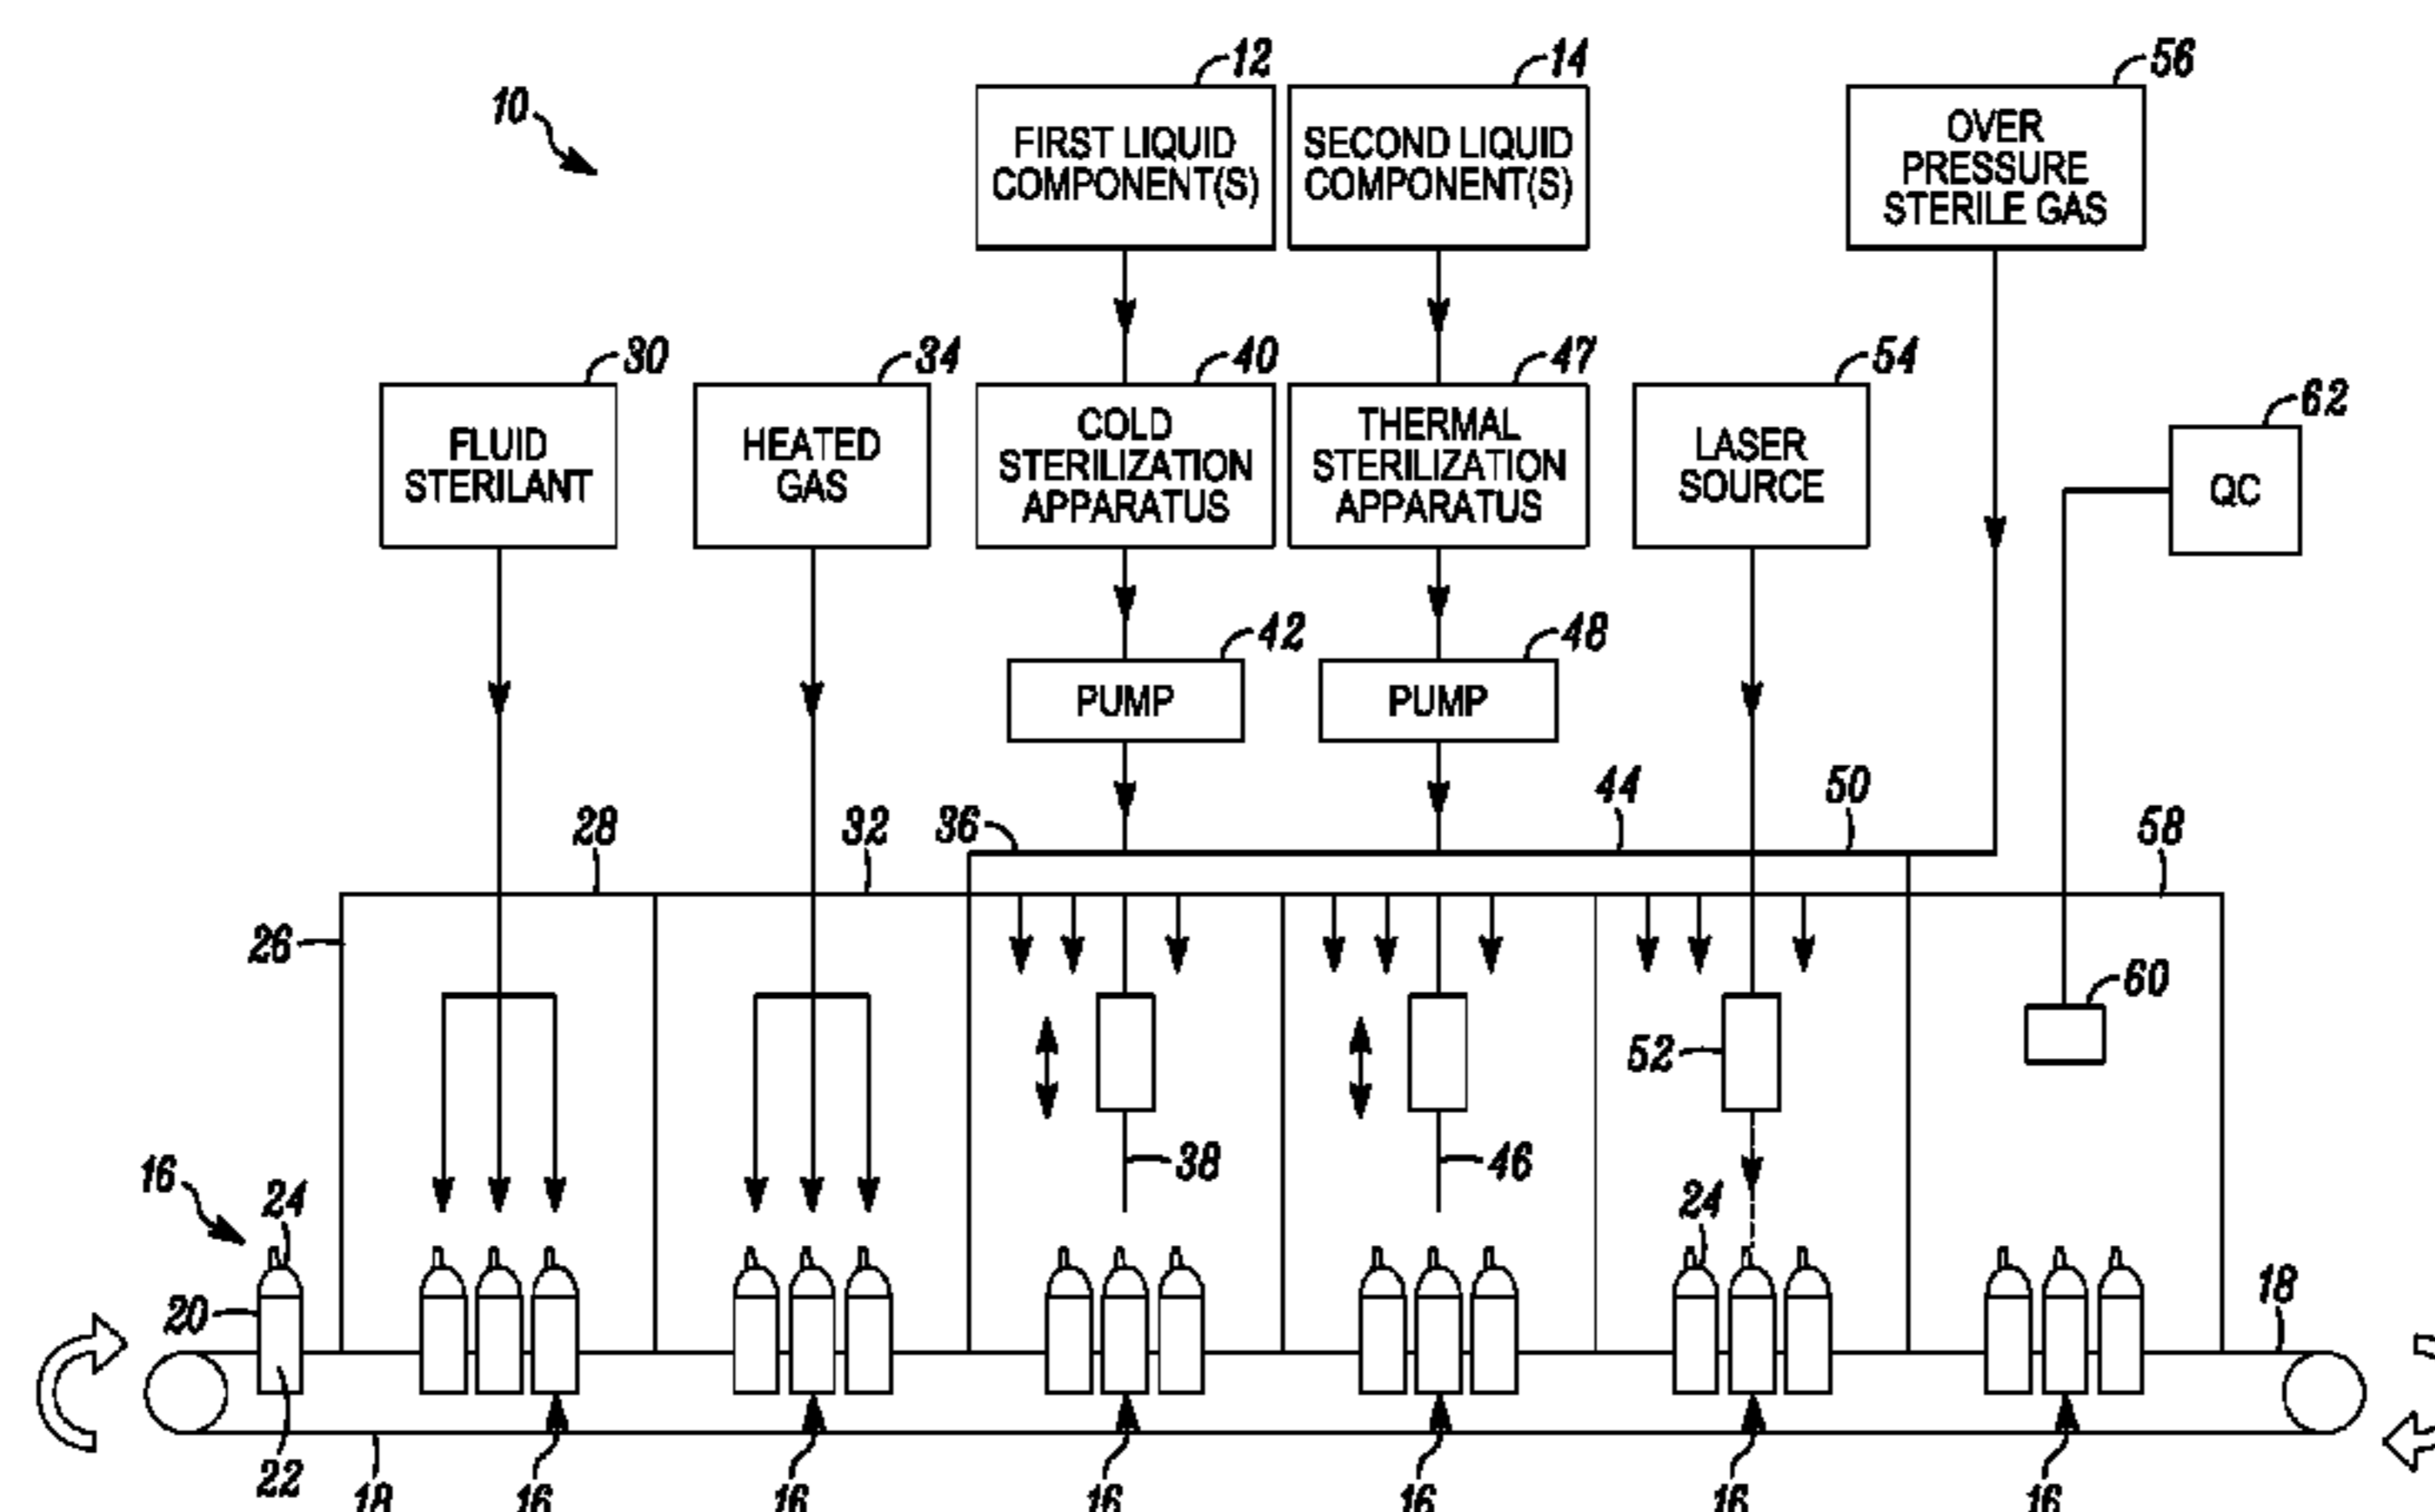 12
14
56
10
FIRST LIQUID
COMPONENT(S)
SECOND LIQUID
COMPONENT(S)
OVER
PRESSURE
STERILE GAS
30
34
40
47
54
62
FLUID
STERILANT
HEATED
GAS
COLD
STERILIZATION
APPARATUS
THERMAL
STERILIZATION
APPARATUS
LASER
SOURCE
QC
42
48
PUMP
PUMP
28
32
36
44
50
58
26
60
52
38
46
16
24
24
20
18
22
18
16
16
16
16
16
16